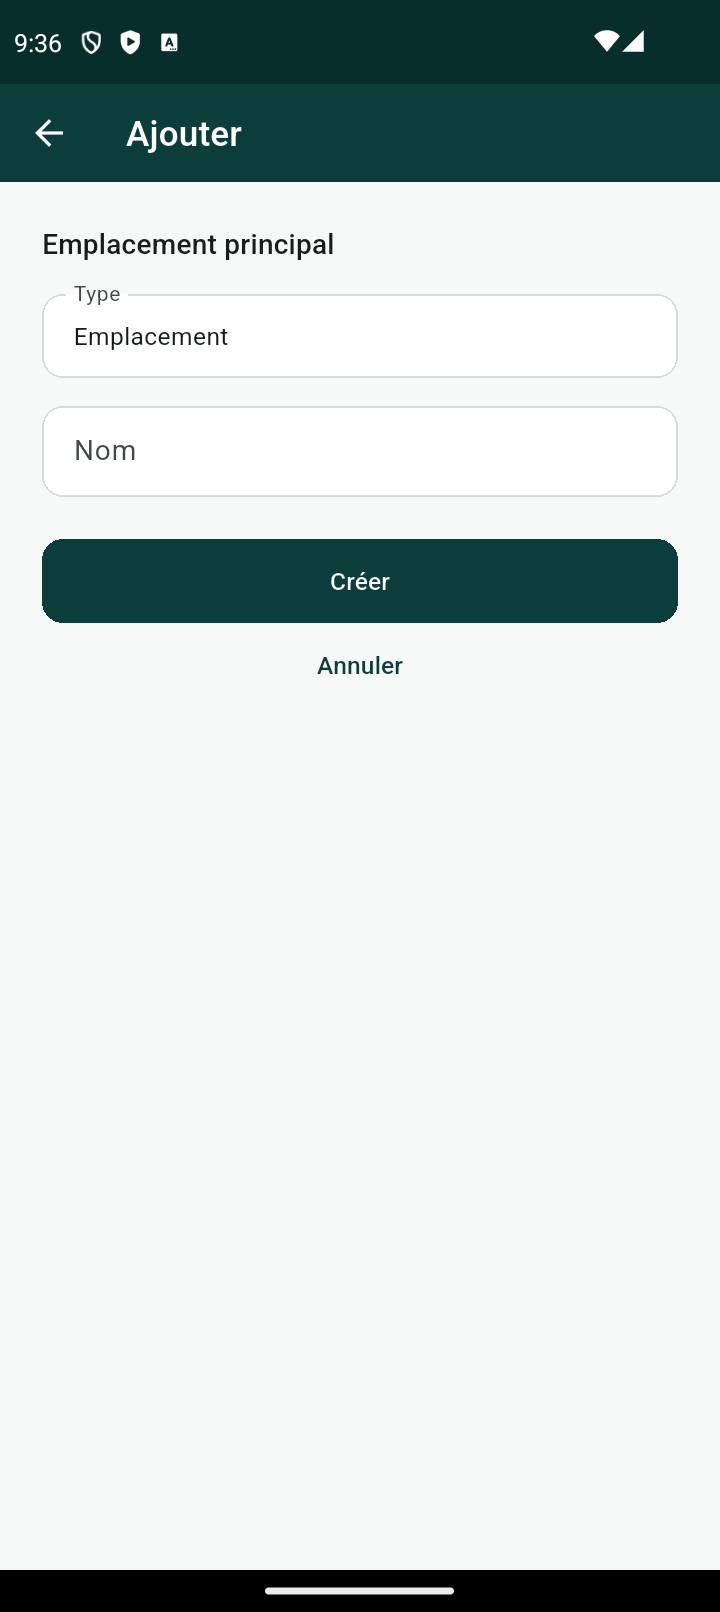 9:36
Ajouter
Emplacement principal
Type
Emplacement
Nom
Créer
Annuler